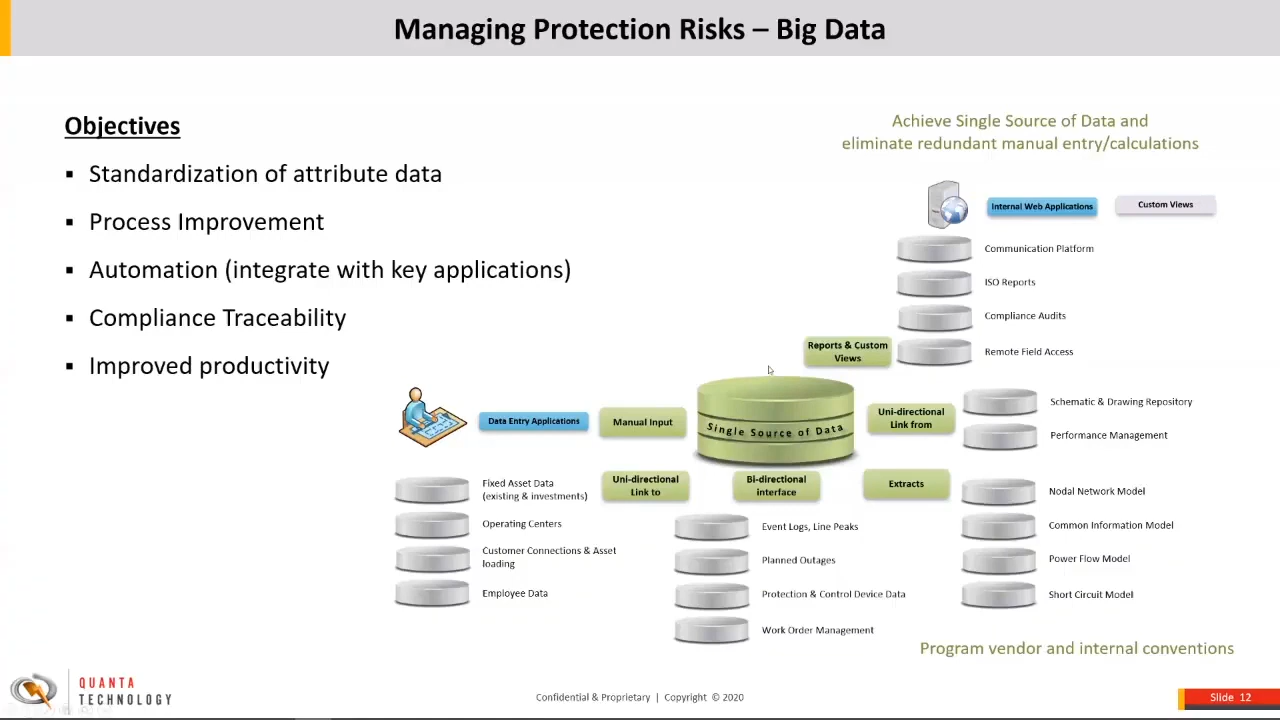 Managing Protection Risks – Big Data
Objectives
▪ Standardization of attribute data
▪ Process Improvement
▪ Automation (integrate with key applications)
▪ Compliance Traceability
▪ Improved productivity
Achieve Single Source of Data and
eliminate redundant manual entry/calculations
Internal Web Applications
Custom Views
Communication Platform
ISO Reports
Compliance Audits
Remote Field Access
Reports & Custom
Views
Data Entry Applications
Manual Input
Single Source of Data
Uni-directional
Link from
Schematic & Drawing Repository
Performance Management
Uni-directional
Link to
Bi-directional
interface
Extracts
Fixed Asset Data
(existing & investments)
Operating Centers
Customer Connections & Asset
loading
Employee Data
Event Logs, Line Peaks
Planned Outages
Protection & Control Device Data
Work Order Management
Nodal Network Model
Common Information Model
Power Flow Model
Short Circuit Model
Program vendor and internal conventions
QUANTA
TECHNOLOGY
Confidential & Proprietary | Copyright © 2020
Slide 12